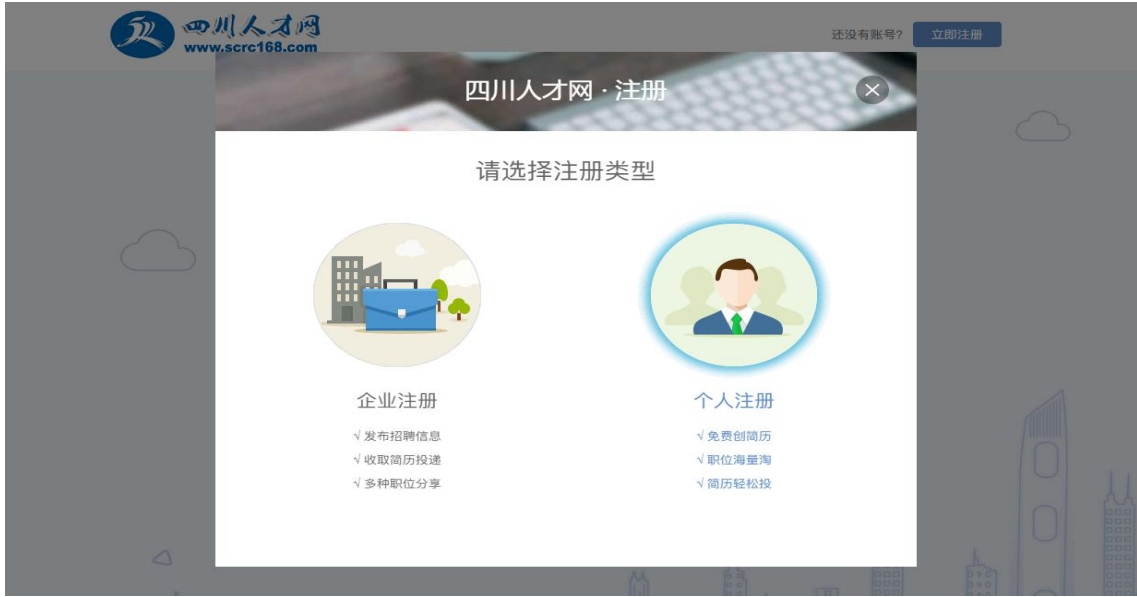 四川人才网
www.scrc168.com
还没有账号? 立即注册
四川人才网·注册
请选择注册类型
企业注册
√发布招聘信息
√收取简历投递
√多种职位分享
个人注册
√免费创简历
√职位海量淘
√简历轻松投